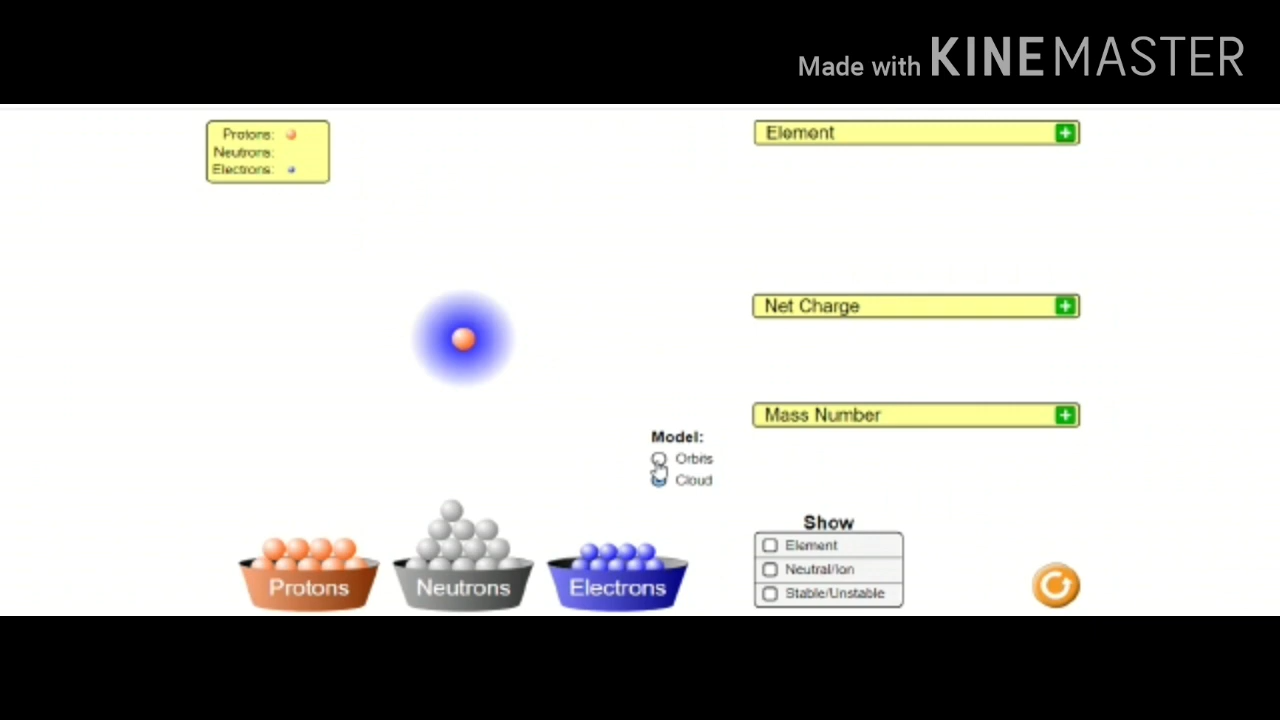 Made with KINEMASTER
Protons:
Neutrons:
Electrons:
Element
Net Charge
Mass Number
Model:
Orbits
Cloud
Show
Element
Neutral/Ion
Stable/Unstable
Protons
Neutrons
Electrons